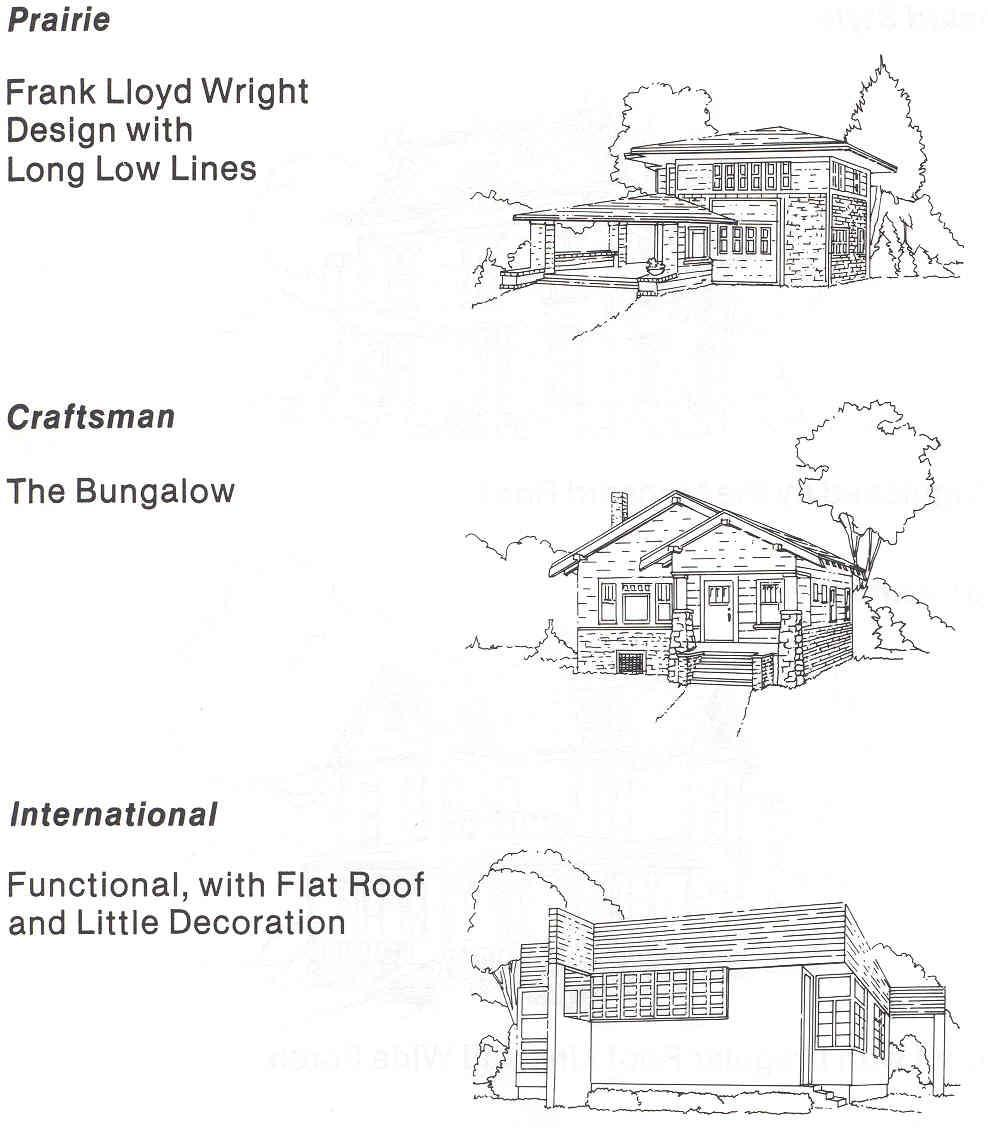 Prairie
Frank Lloyd Wright
Design with
Long Low Lines
Craftsman
The Bungalow
International
Functional, with Flat Roof
and Little Decoration